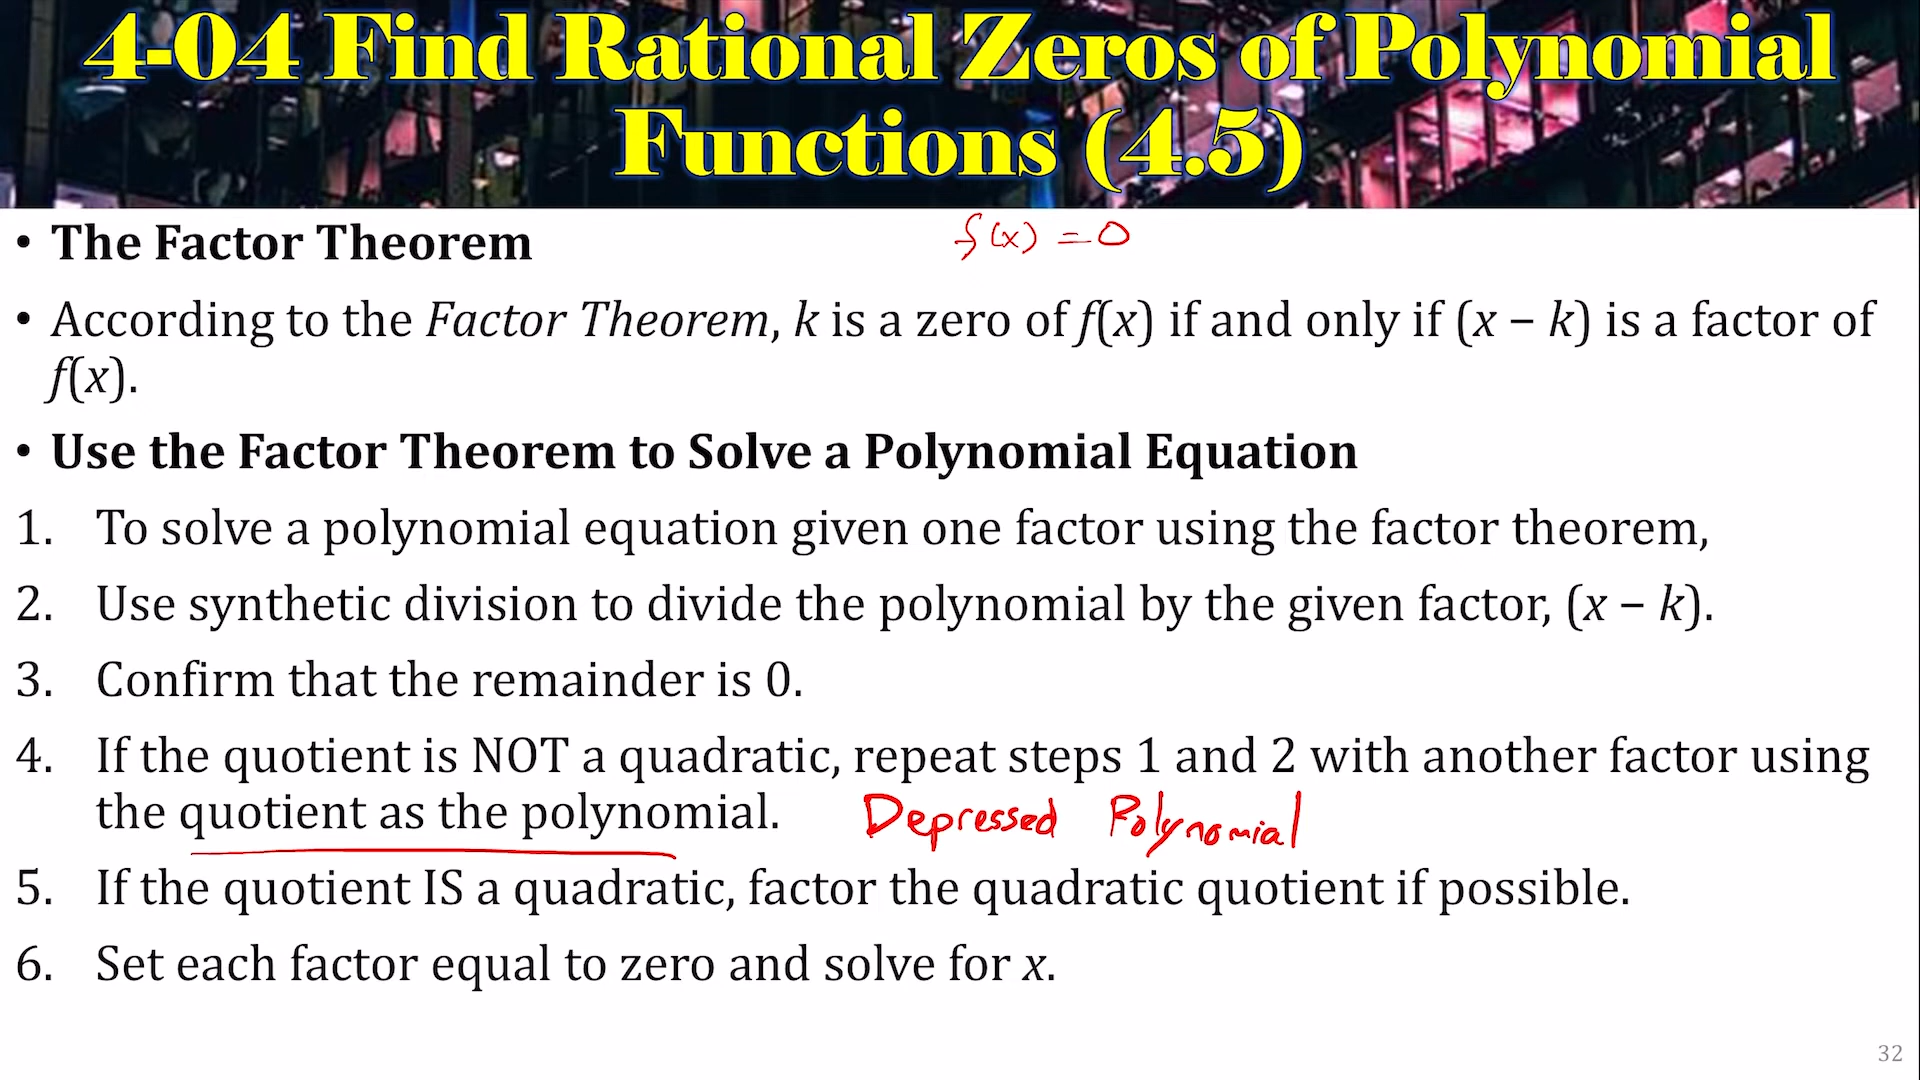 4-04 Find Rational Zeros of Polynomial
Functions (4.5)
f(x) = 0
• The Factor Theorem
• According to the Factor Theorem, k is a zero of f(x) if and only if (x − k) is a factor of
f(x).
• Use the Factor Theorem to Solve a Polynomial Equation
1. To solve a polynomial equation given one factor using the factor theorem,
2. Use synthetic division to divide the polynomial by the given factor, (x − k).
3. Confirm that the remainder is 0.
4. If the quotient is NOT a quadratic, repeat steps 1 and 2 with another factor using
the quotient as the polynomial. Depressed Polynomial
5. If the quotient IS a quadratic, factor the quadratic quotient if possible.
6. Set each factor equal to zero and solve for x.
32